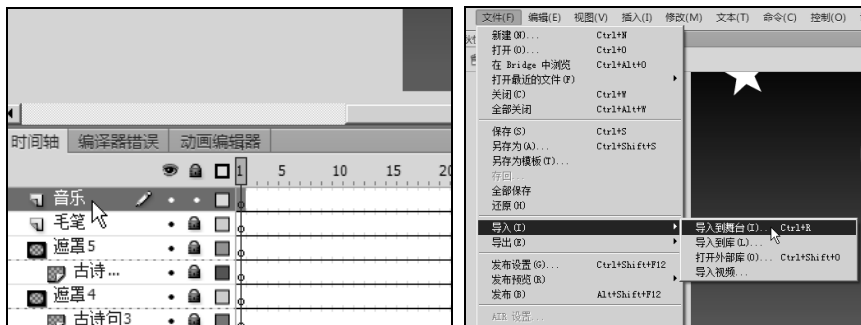 时间轴 编译器错误 动画编辑器
1 5 10 15 20
音乐
毛笔
遮罩5
古诗...
遮罩4
古诗句3
文件(F) 编辑(E) 视图(V) 插入(I) 修改(M) 文本(T) 命令(C) 控制(O)
新建(N)... Ctrl+N
打开(O)... Ctrl+O
在 Bridge 中浏览 Ctrl+Alt+O
打开最近的文件(P)
关闭(C) Ctrl+W
全部关闭 Ctrl+Alt+W
保存(S) Ctrl+S
另存为(A)... Ctrl+Shift+S
另存为模板(T)...
存回...
全部保存
还原(H)
导入(I)
导出(E)
发布设置(G)... Ctrl+Shift+F12
发布预览(R)
发布(B) Alt+Shift+F12
AIR 设置...
导入到舞台(I)... Ctrl+R
导入到库(L)...
打开外部库(O)... Ctrl+Shift+O
导入视频...